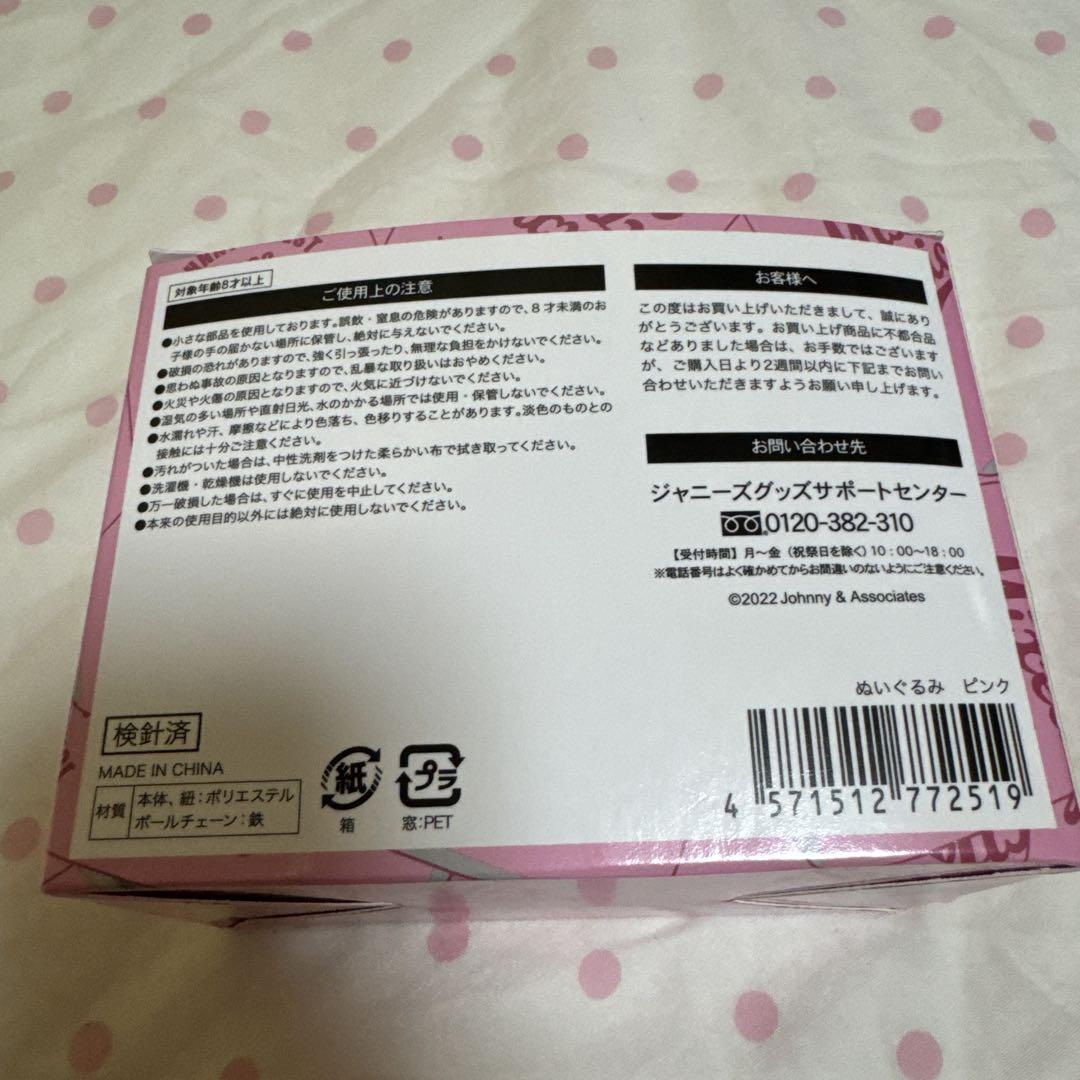 対象年齢8才以上
ご使用上の注意
●小さな部品を使用しております。誤飲・窒息の危険がありますので、8才未満のお
子様の手の届かない場所に保管し、絶対に与えないでください。
●破損の恐れがありますので、強く引っ張ったり、無理な負担をかけないでください。
●思わぬ事故の原因となりますので、乱暴な取り扱いはおやめください。
●火災や火傷の原因となりますので、火気に近づけないでください。
●湿気の多い場所や直射日光、水のかかる場所では使用・保管しないでください。
●水濡れや汗、摩擦などにより色落ち、色移りすることがあります。淡色のものとの
接触には十分ご注意ください。
●汚れがついた場合は、中性洗剤をつけた柔らかい布で拭き取ってください。
●洗濯機・乾燥機は使用しないでください。
●万一破損した場合は、すぐに使用を中止してください。
●本来の使用目的以外には絶対に使用しないでください。
お客様へ
この度はお買い上げいただきまして、誠にあり
がとうございます。お買い上げ商品に不都合品
などありました場合は、お手数ではございます
が、ご購入日より2週間以内に下記までお問い
合わせいただきますようお願い申し上げます。
お問い合わせ先
ジャニーズグッズサポートセンター
0120-382-310
【受付時間】月〜金（祝祭日を除く）10：00〜18：00
※電話番号はよく確かめてからお間違いのないようにご注意ください。
©2022 Johnny & Associates
ぬいぐるみ　ピンク
4 571512 772519
検針済
MADE IN CHINA
材質
本体、紐：ポリエステル
ボールチェーン：鉄
紙
箱
プラ
窓：PET